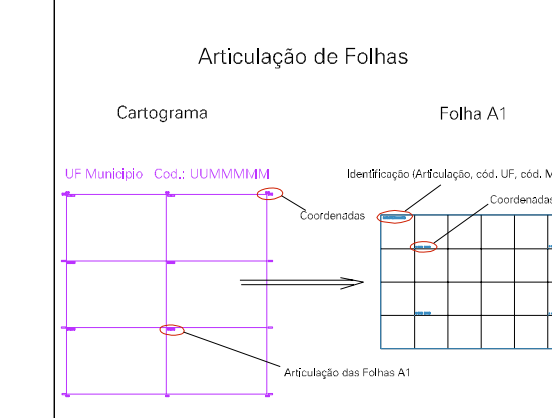 Articulação de Folhas
Cartograma
Folha A1
UF Municipio Cod.: UUMMMMM
Identificação (Articulação, cód. UF, cód. M
Coordenadas
Coordenadas
Articulação das Folhas A1